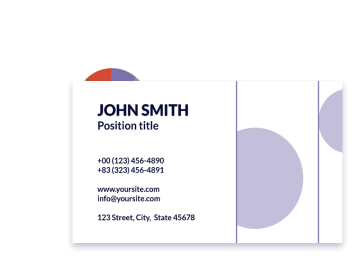 JOHN SMITH
Position title
+00 (123) 456-4890
+83 (323) 456-4891
www.yoursite.com
info@yoursite.com
123 Street, City, State 45678